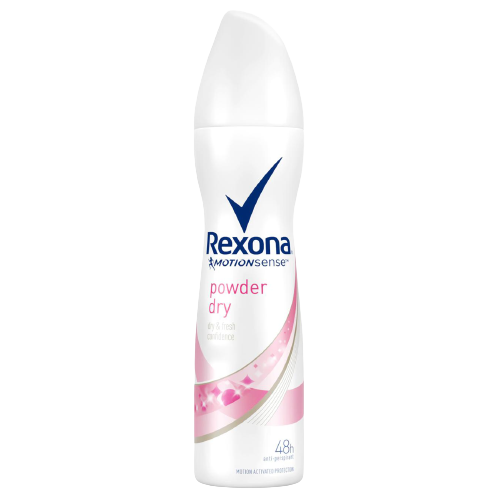 Rexona
MOTIONsense™
powder
dry
dry & fresh
confidence
48h
anti-perspirant
MOTION ACTIVATED PROTECTION